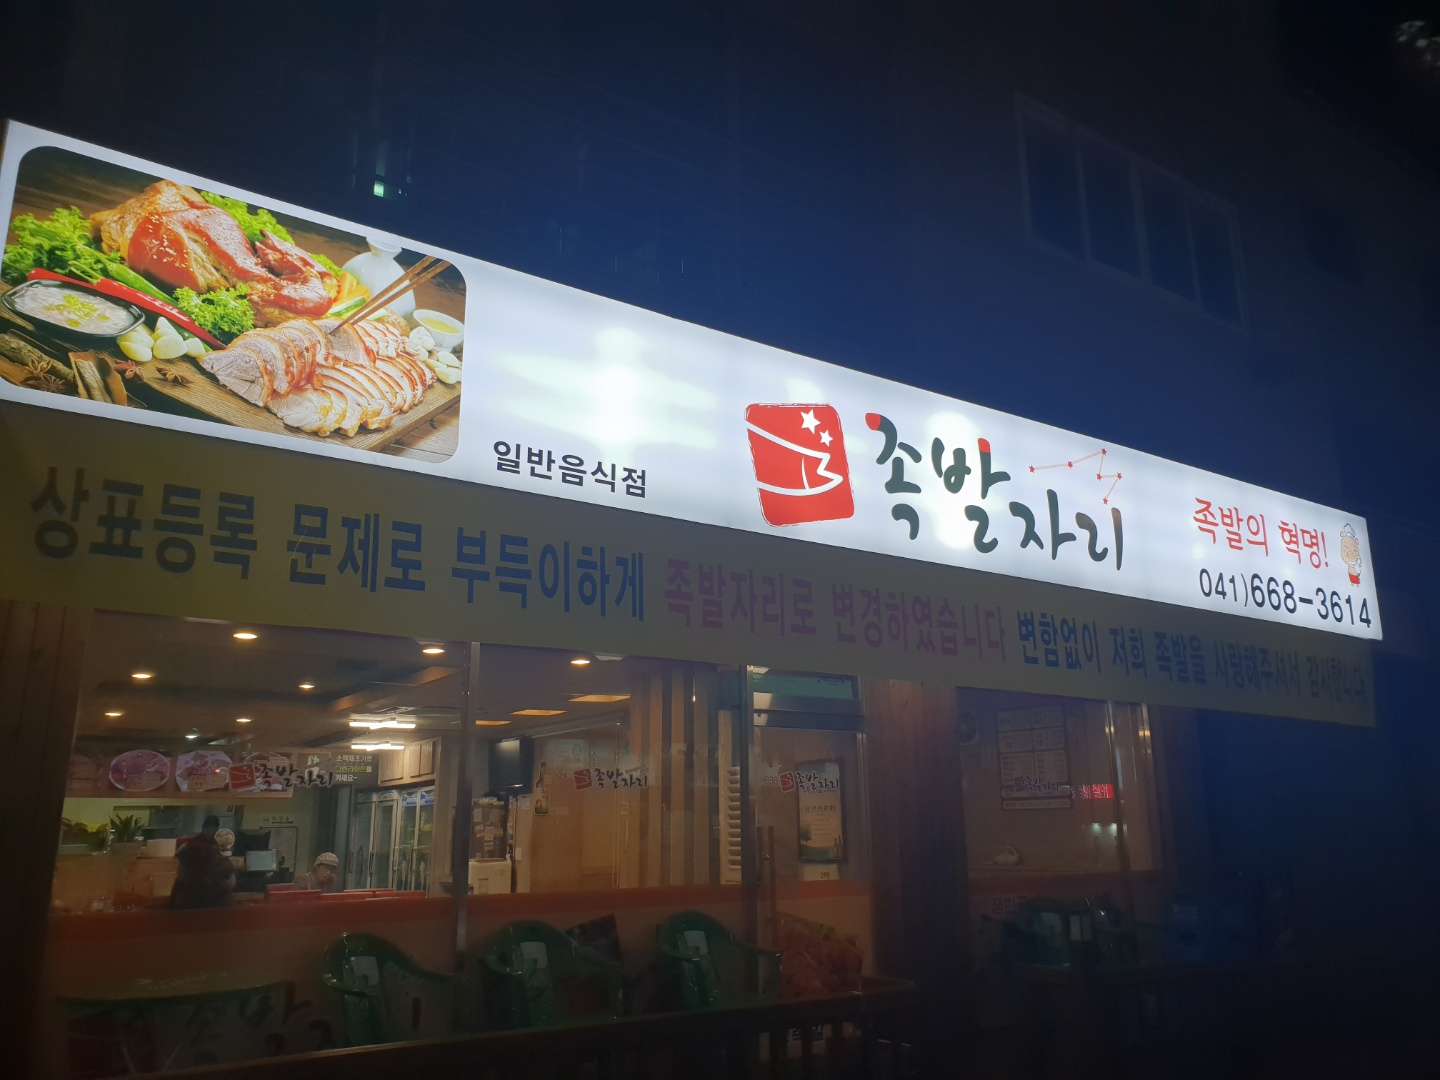 일반음식점
족발자리
족발의 혁명!
041)668-3614
상표등록 문제로 부득이하게 족발자리로 변경하였습니다 변함없이 저희 족발을 사랑해주셔서 감사합니다
족발자리
족발자리
족발자리